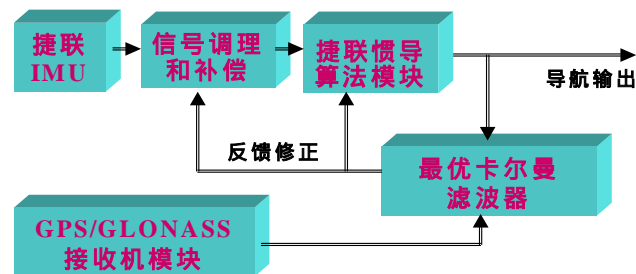 捷联
IMU
信号调理
和补偿
捷联惯导
算法模块
导航输出
反馈修正
最优卡尔曼
滤波器
GPS/GLONASS
接收机模块